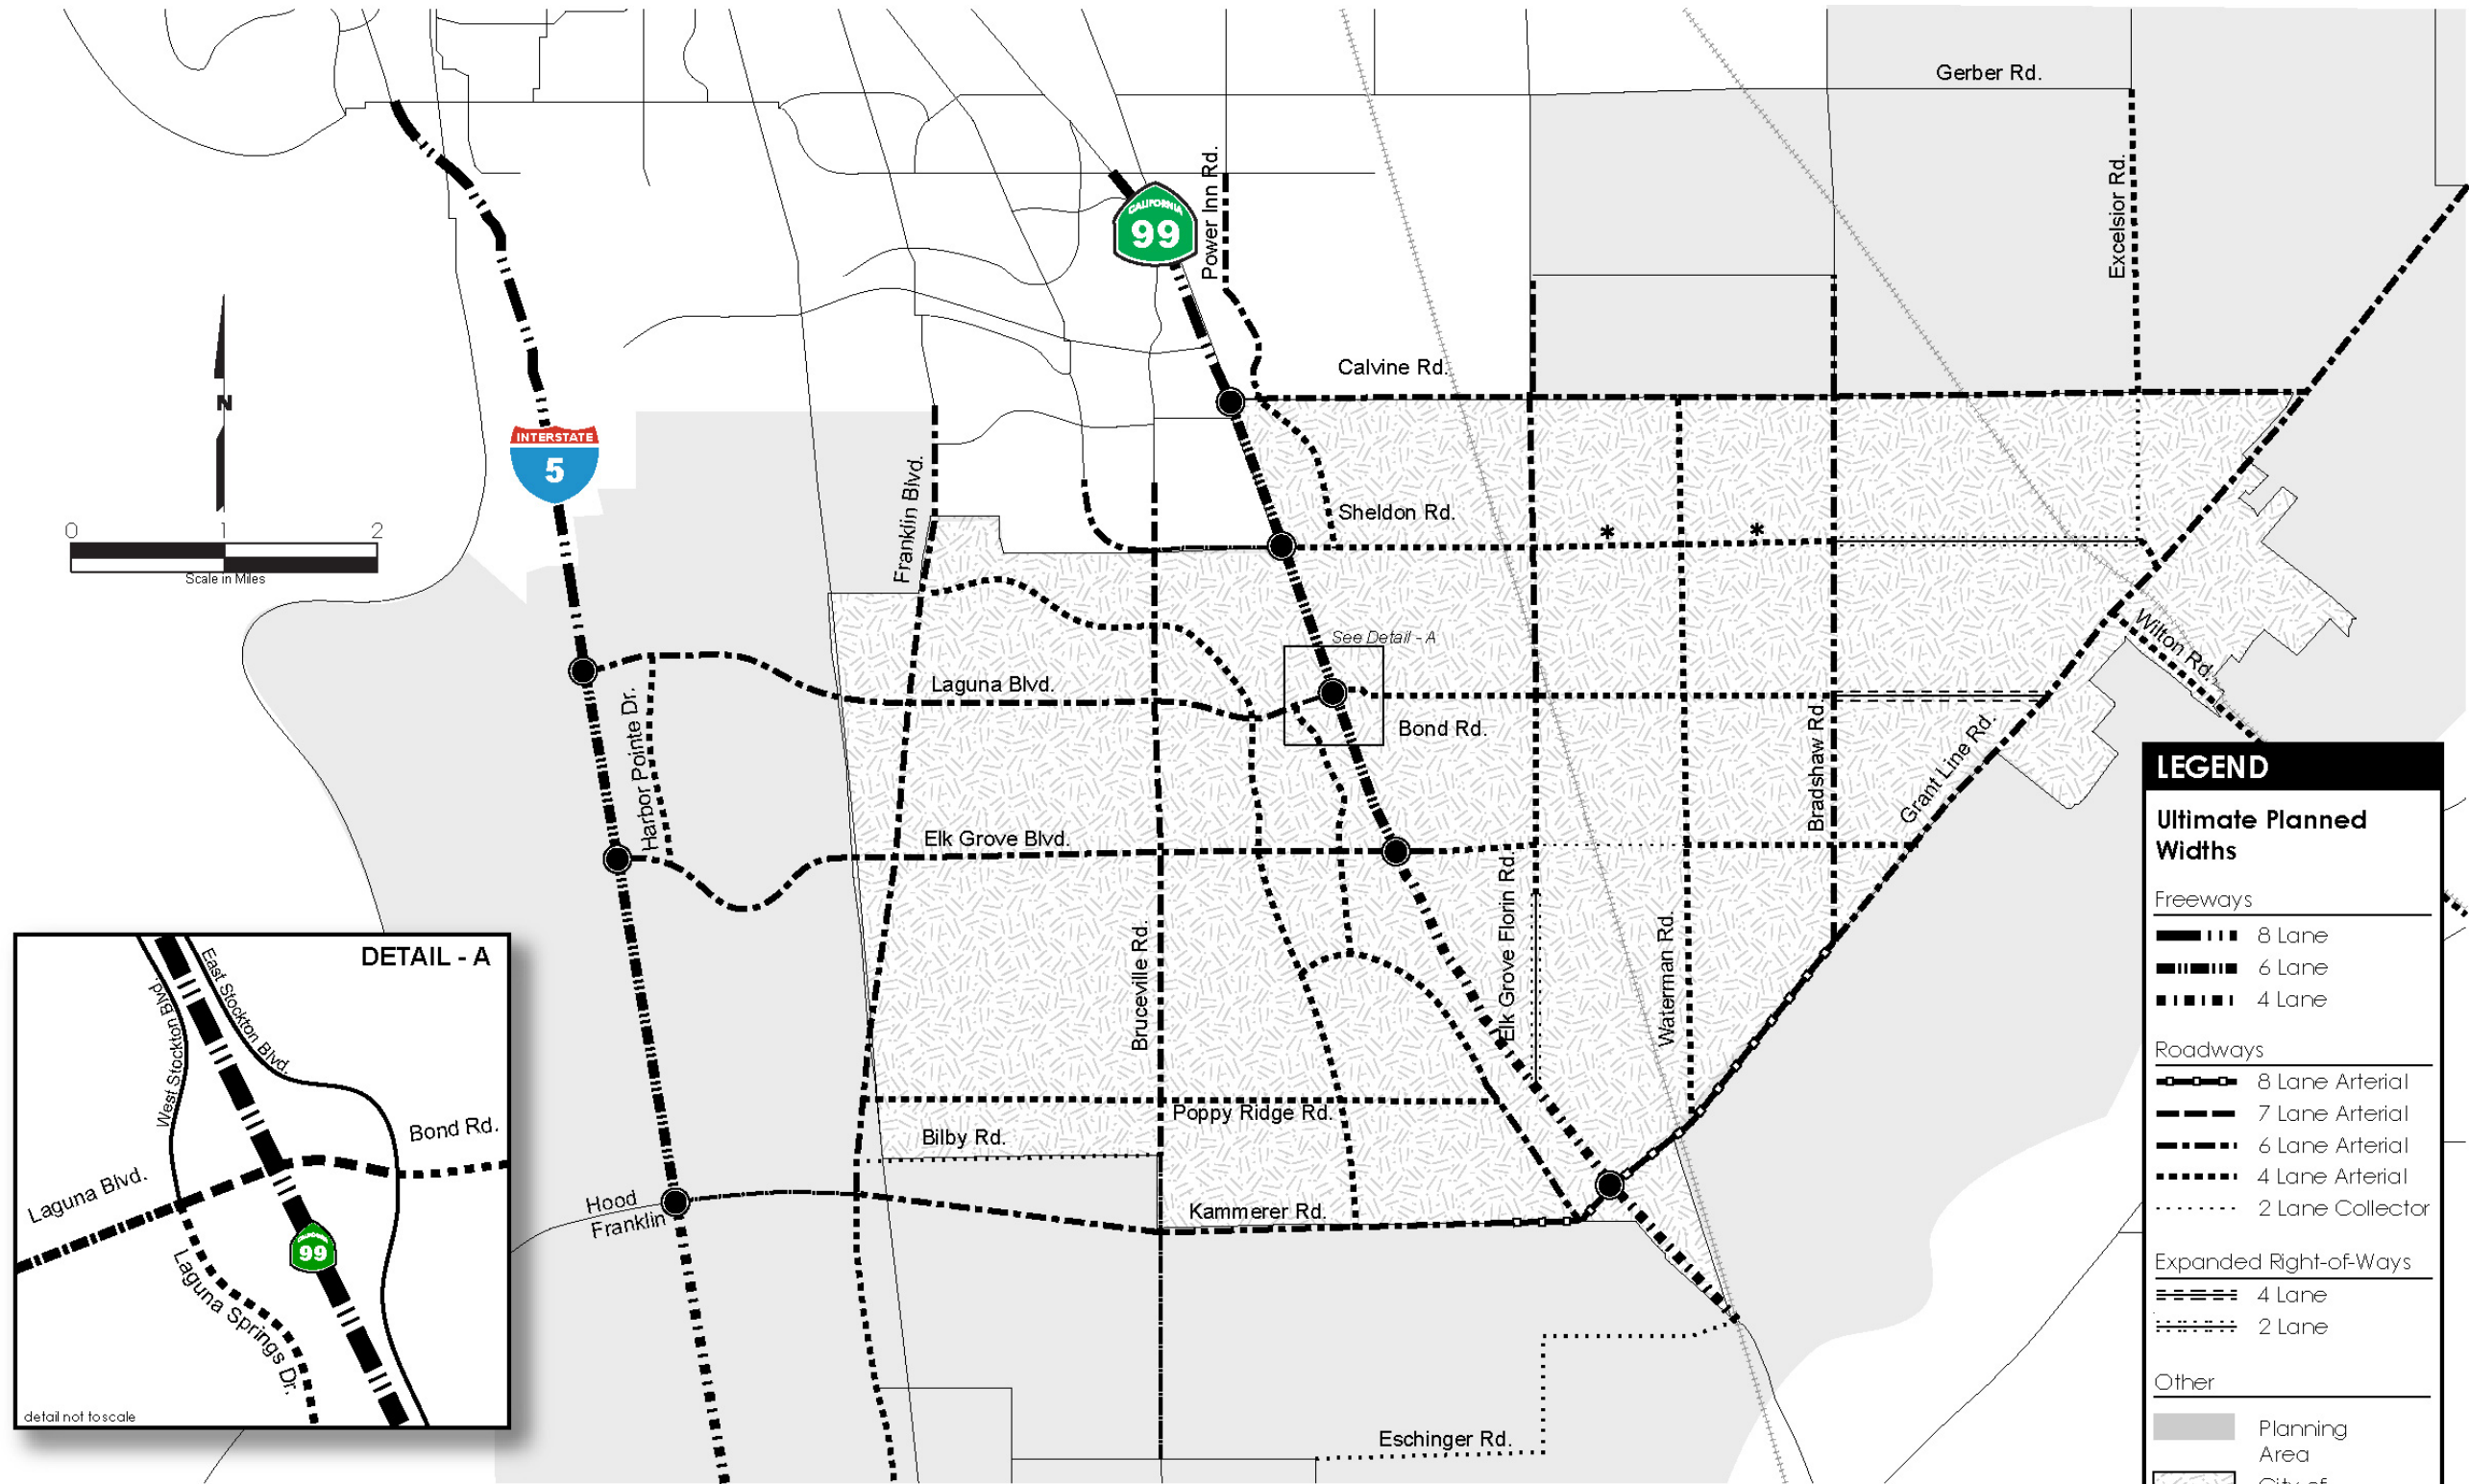 Gerber Rd.
Power Inn Rd.
Excelsior Rd.
CALIFORNIA
99
Calvine Rd.
N
INTERSTATE
5
Franklin Blvd.
Sheldon Rd.
*
*
0
1
2
Scale in Miles
See Detail - A
Wilton Rd.
Laguna Blvd.
Harbor Pointe Dr.
Bond Rd.
Bradshaw Rd.
Grant Line Rd.
Elk Grove Blvd.
Elk Grove Florin Rd.
Bruceville Rd.
Waterman Rd.
Poppy Ridge Rd.
Bilby Rd.
Hood
Franklin
Kammerer Rd.
Eschinger Rd.
DETAIL - A
West Stockton Blvd.
East Stockton Blvd.
Bond Rd.
Laguna Blvd.
99
Laguna Springs Dr.
detail not to scale
LEGEND
Ultimate Planned
Widths
Freeways
8 Lane
6 Lane
4 Lane
Roadways
8 Lane Arterial
7 Lane Arterial
6 Lane Arterial
4 Lane Arterial
2 Lane Collector
Expanded Right-of-Ways
4 Lane
2 Lane
Other
Planning
Area
City of